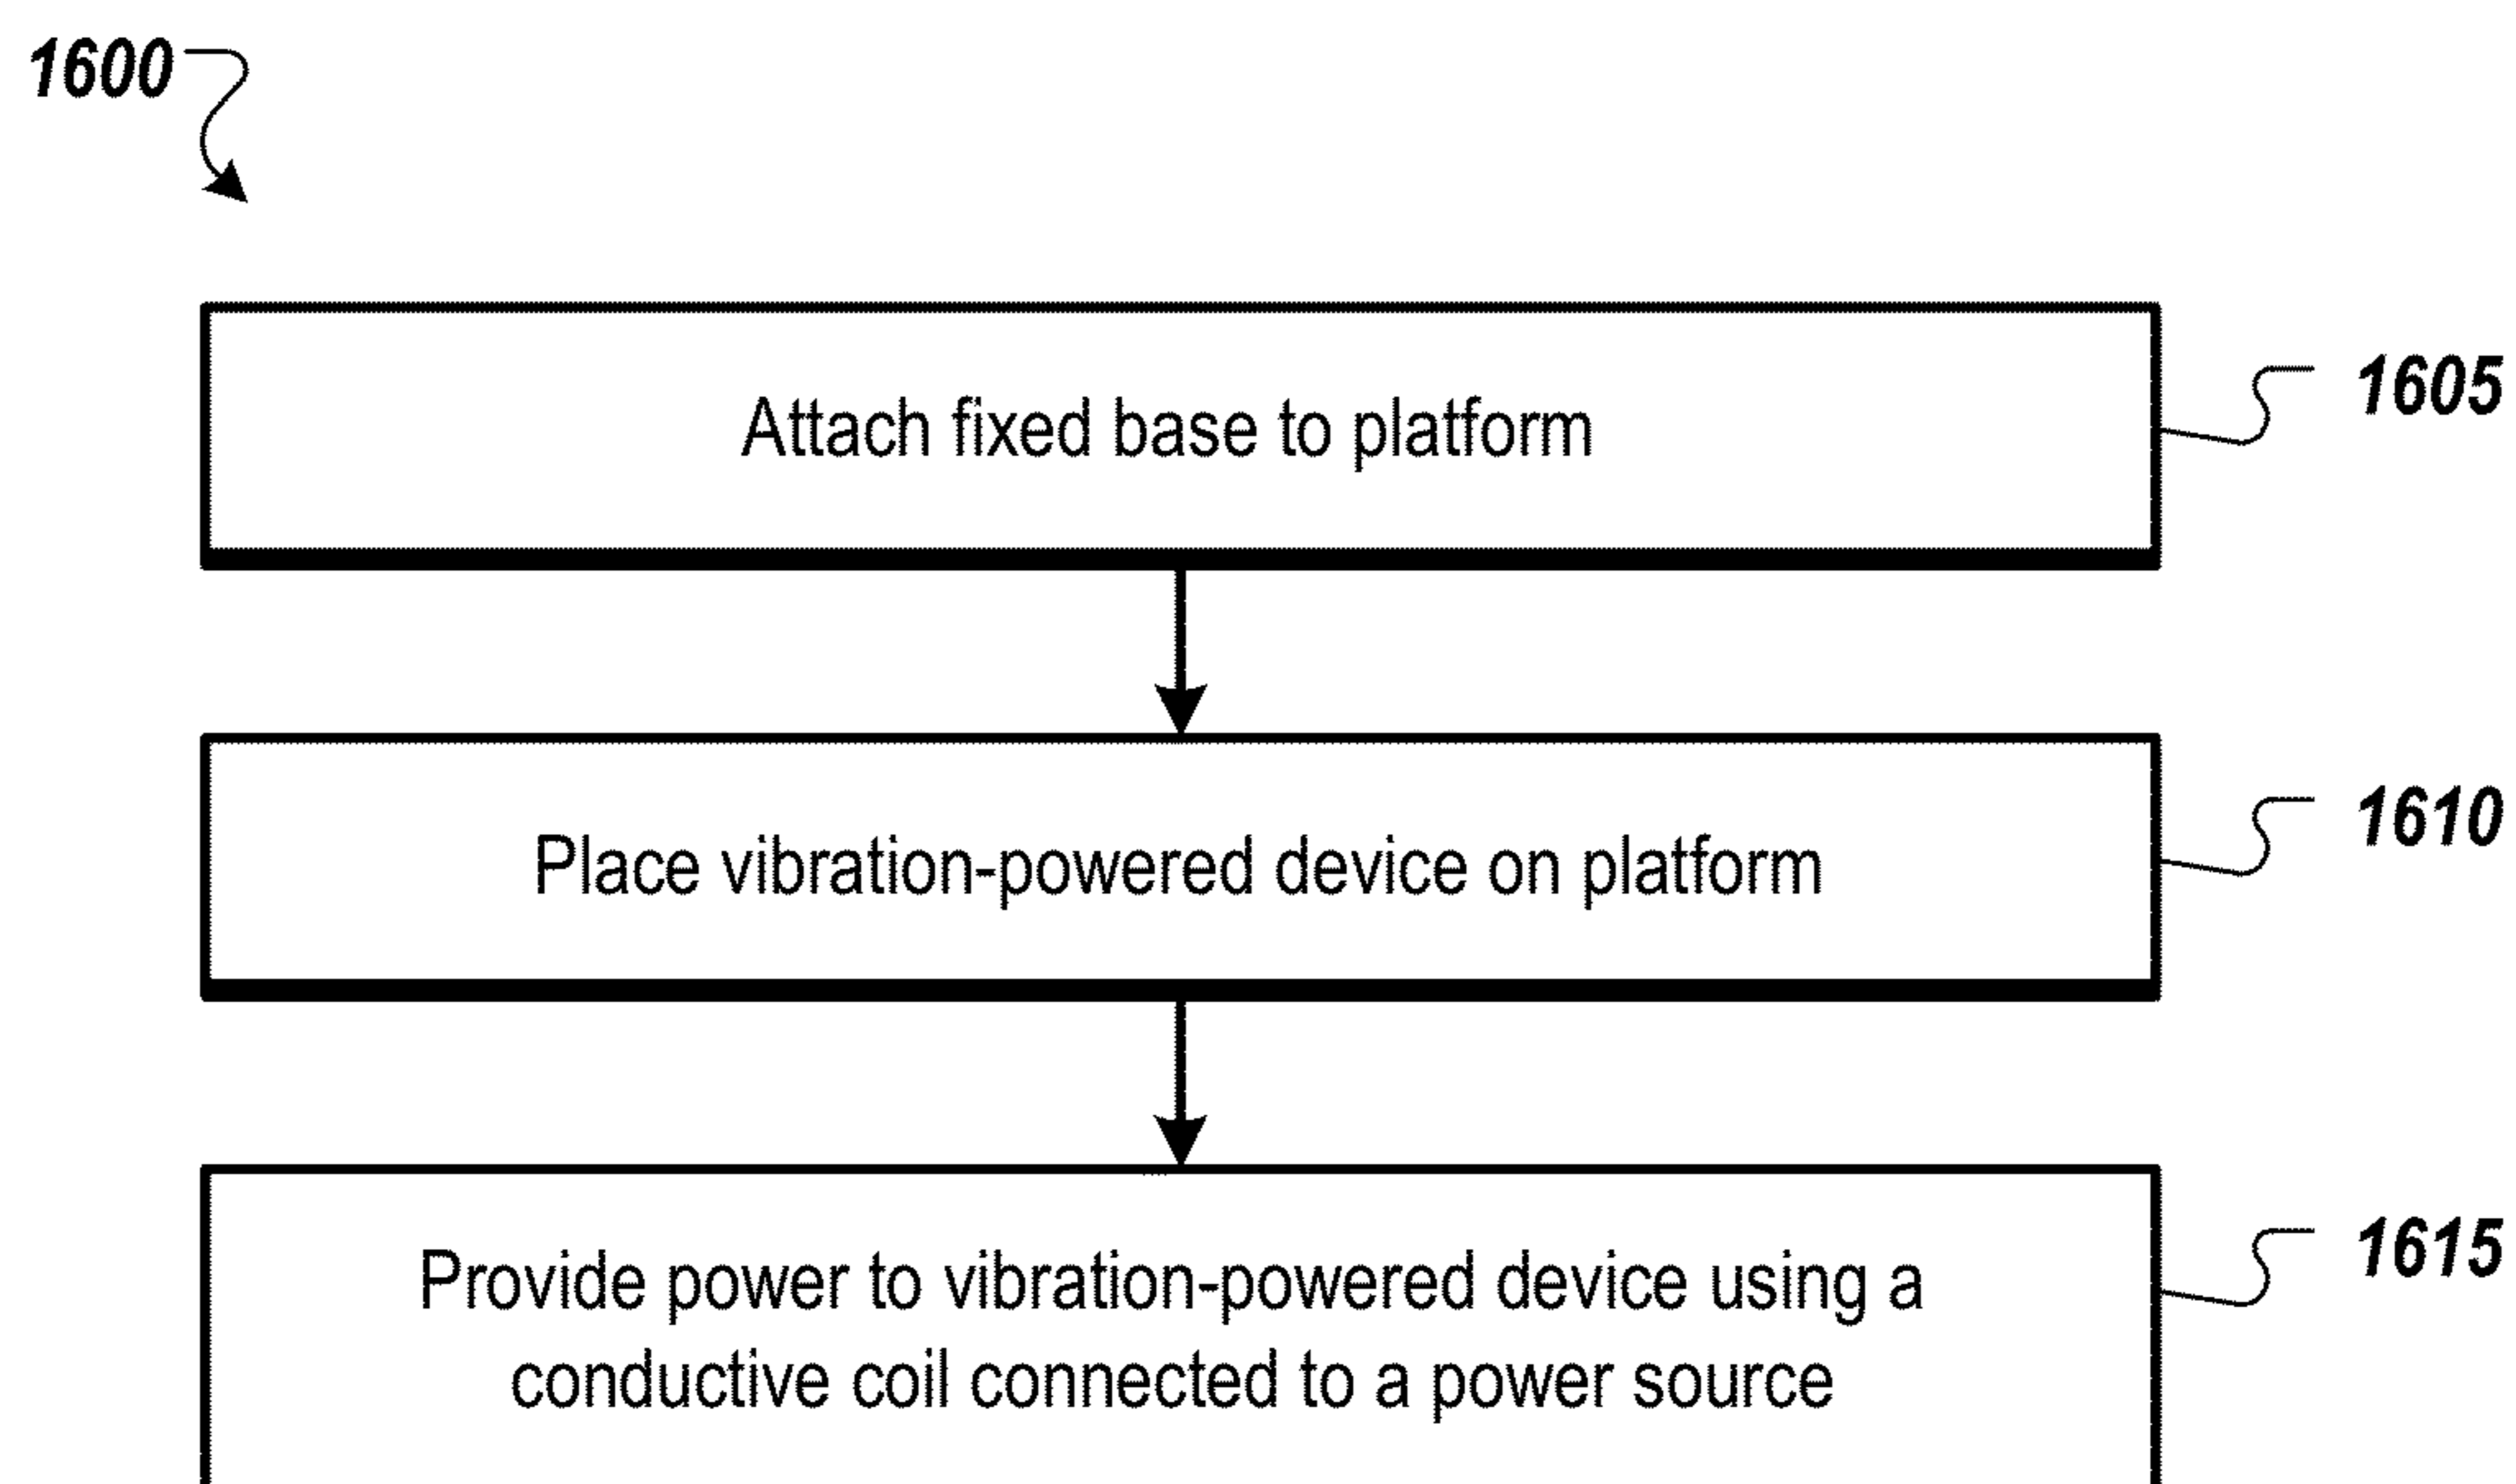 1600
Attach fixed base to platform
1605
Place vibration-powered device on platform
1610
Provide power to vibration-powered device using a
conductive coil connected to a power source
1615